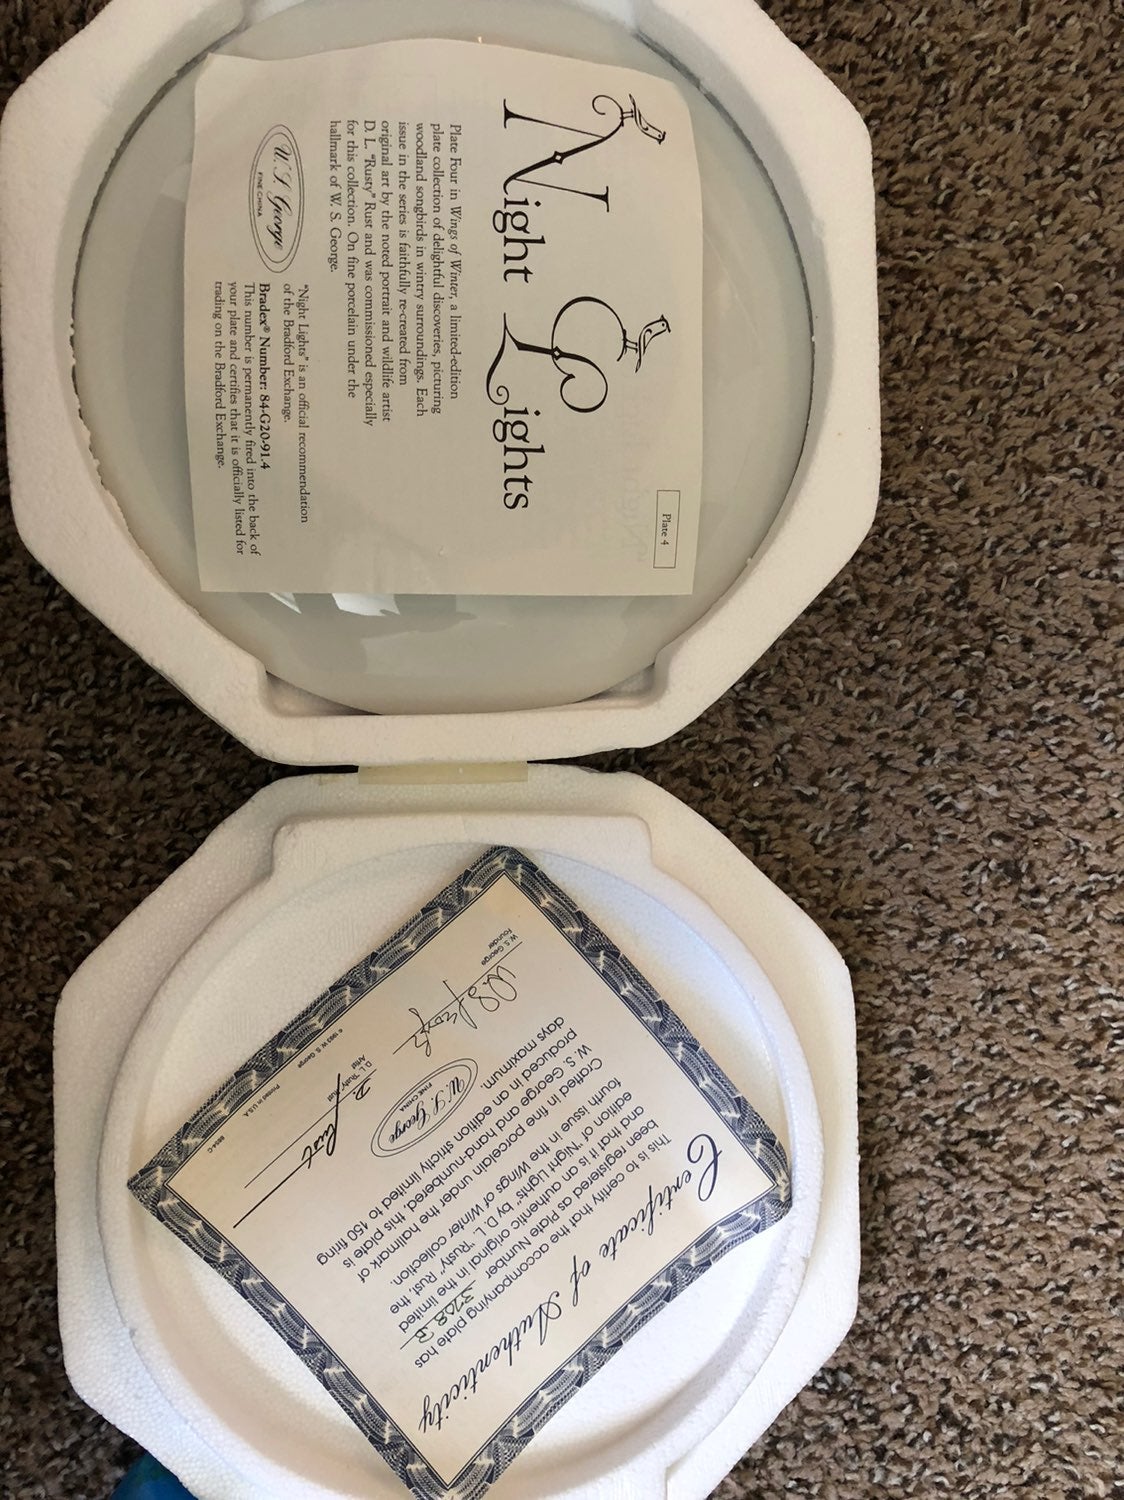 Plate 4
Night Lights
Plate Four in Wings of Winter, a limited-edition
plate collection of delightful discoveries, picturing
woodland songbirds in wintry surroundings. Each
issue in the series is faithfully re-created from
original art by the noted portrait and wildlife artist
D. L. "Rusty" Rust and was commissioned especially
for this collection. On fine porcelain under the
hallmark of W. S. George.
W. S. George
FINE CHINA
"Night Lights" is an official recommendation
of the Bradford Exchange.
Bradex® Number: 84-G20-91.4
This number is permanently fired into the back of
your plate and certifies that it is officially listed for
trading on the Bradford Exchange.
Certificate of Authenticity
This is to certify that the accompanying plate has
been registered as Plate Number 3708 B
and that it is an authentic original in the limited
edition of "Night Lights", by D. L. "Rusty" Rust, the
fourth issue in the Wings of Winter collection.
Crafted in fine porcelain under the hallmark of
W. S. George and hand-numbered, this plate is
produced in an edition strictly limited to 150 firing
days maximum.
W. S. George
FINE CHINA
W S George
W. S. George
Founder
D L Rust
D. L. "Rusty" Rust
Artist
W. S. George
Printed in U.S.A.